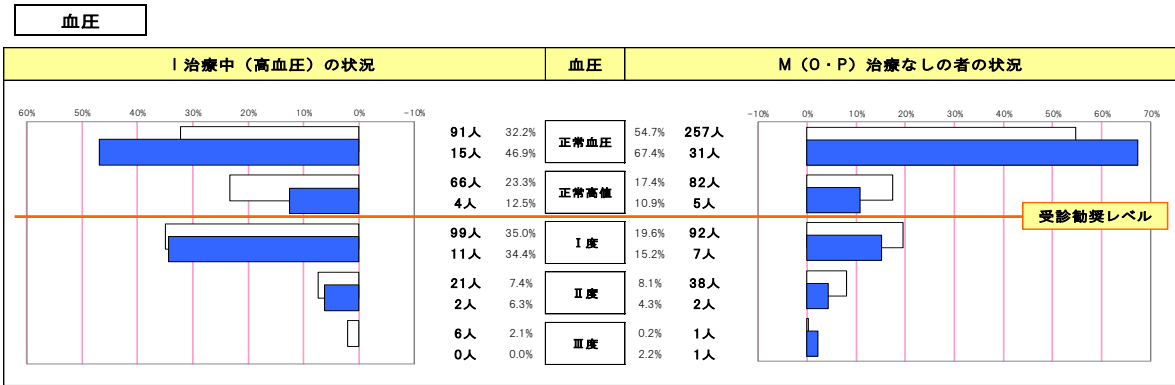 血圧
I 治療中（高血圧）の状況 血圧 M（O・P）治療なしの者の状況
60% 50% 40% 30% 20% 10% 0% -10% -10% 0% 10% 20% 30% 40% 50% 60% 70%
91人 32.2% 正常血圧 54.7% 257人
15人 46.9% 67.4% 31人
66人 23.3% 正常高値 17.4% 82人
4人 12.5% 10.9% 5人
受診勧奨レベル
99人 35.0% I 度 19.6% 92人
11人 34.4% 15.2% 7人
21人 7.4% Ⅱ度 8.1% 38人
2人 6.3% 4.3% 2人
6人 2.1% Ⅲ度 0.2% 1人
0人 0.0% 2.2% 1人